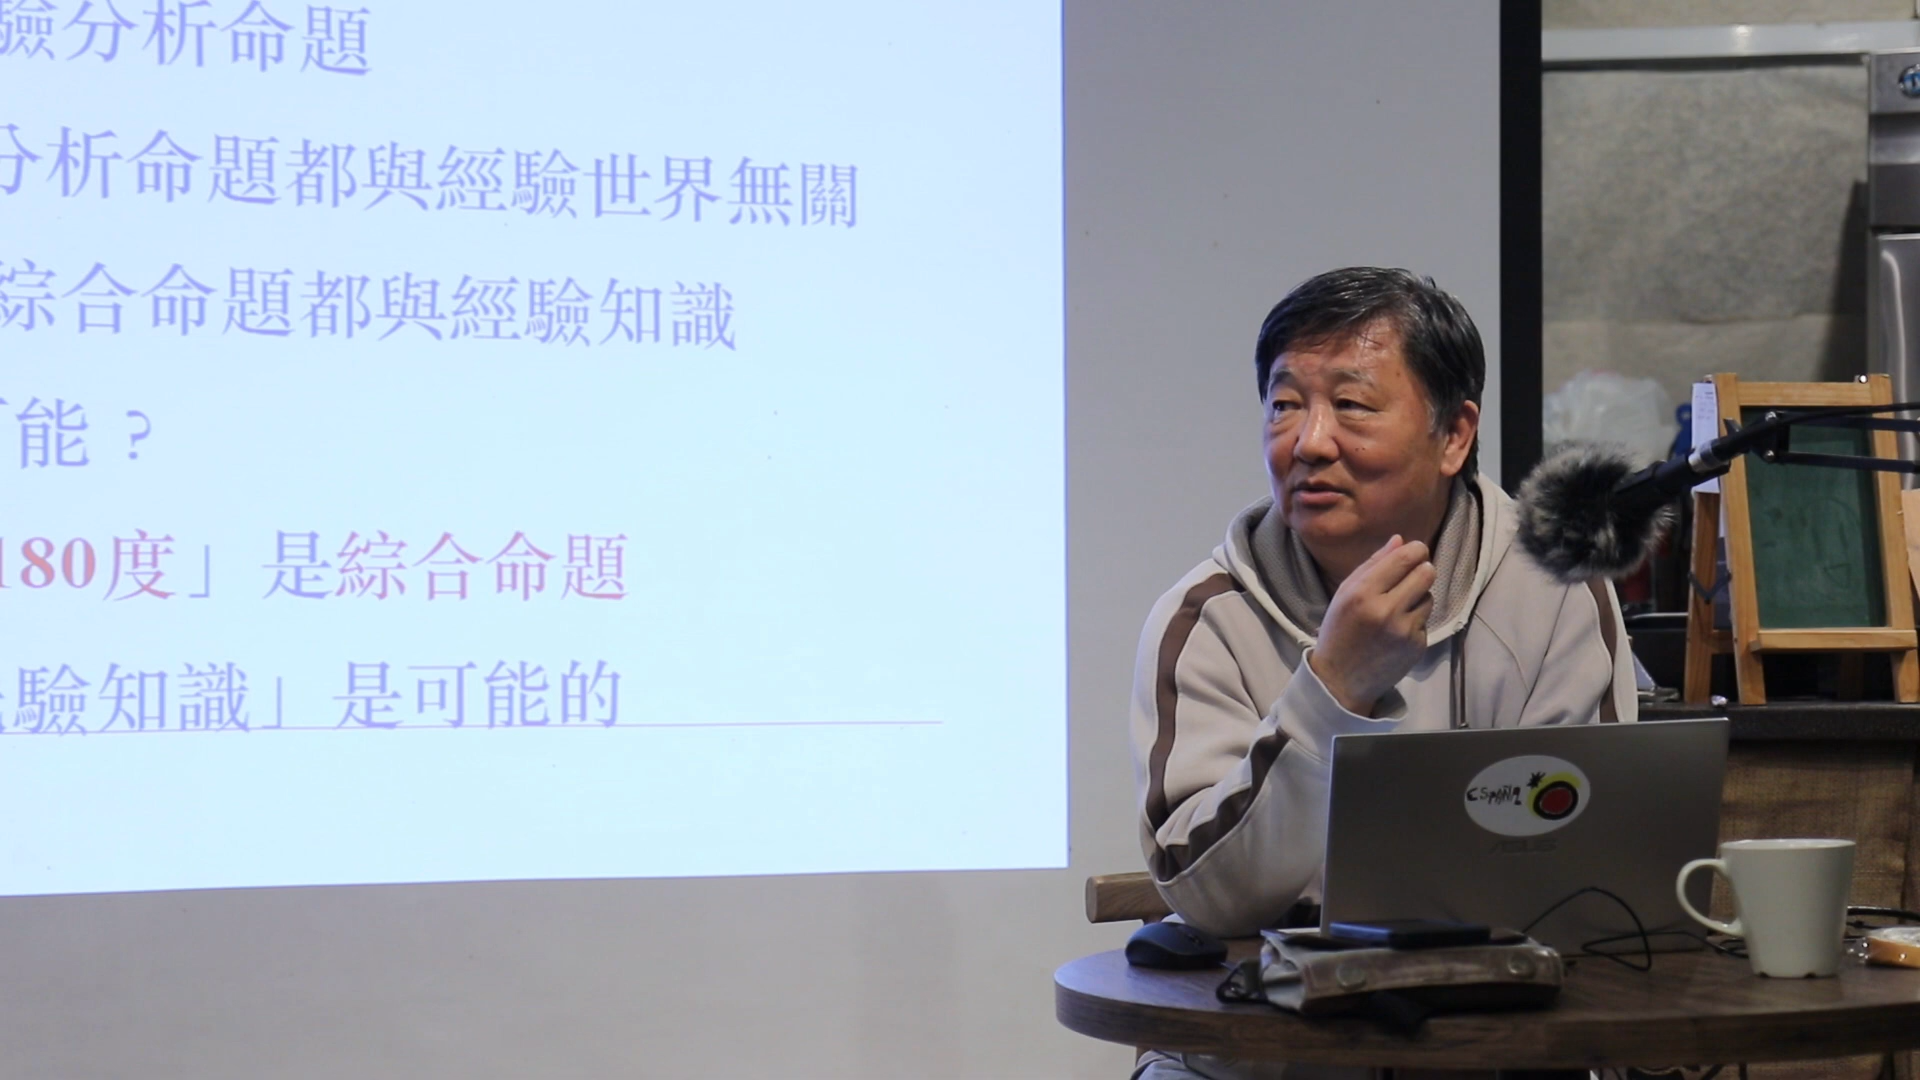 驗分析命題
分析命題都與經驗世界無關
綜合命題都與經驗知識
可能？
180度」是綜合命題
驗知識」是可能的
ESPAÑA
ASUS